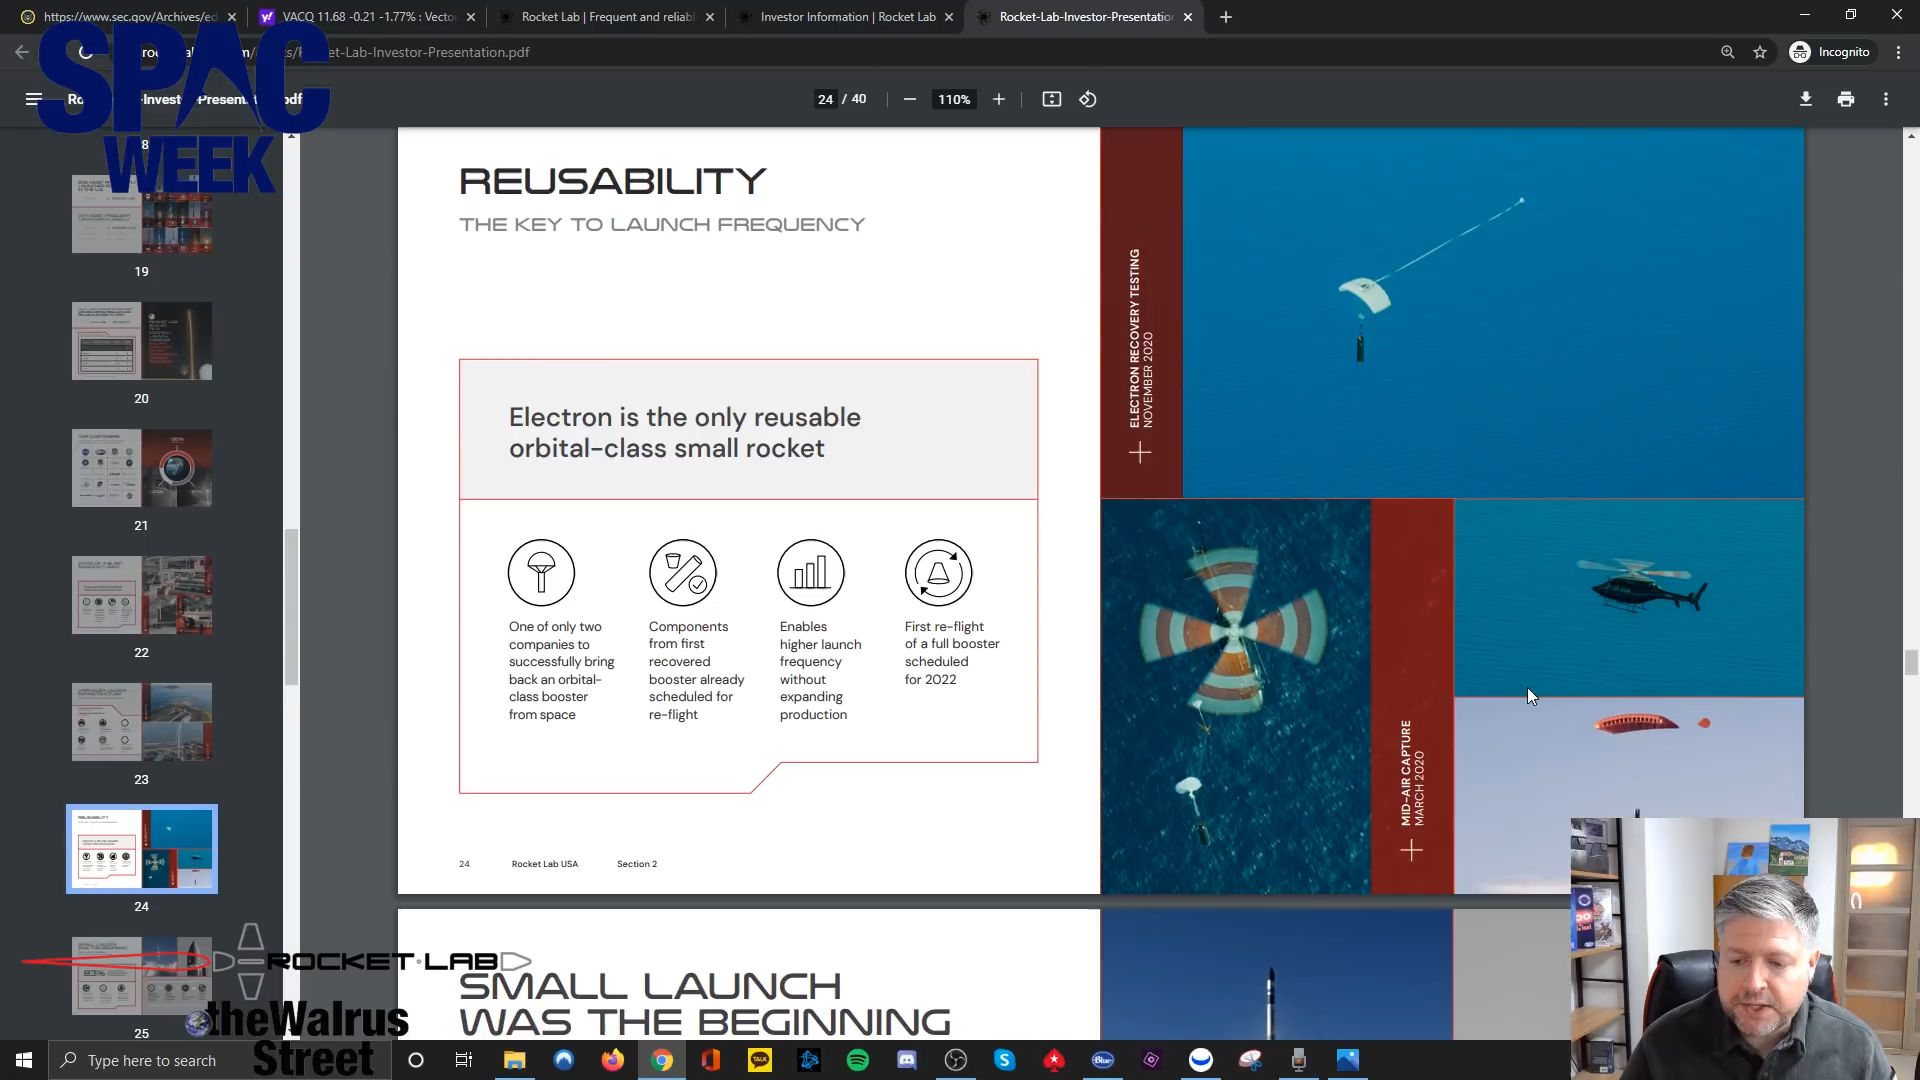 https://www.sec.gov/Archives/ed
VACQ 11.68 -0.21 -1.77% : Vecto
Rocket Lab | Frequent and reliab
Investor Information | Rocket Lab
Rocket-Lab-Investor-Presentatio
t-Lab-Investor-Presentation.pdf
Incognito
24 / 40
110%
SPAC
WEEK
18
19
20
21
22
23
24
25
REUSABILITY
THE KEY TO LAUNCH FREQUENCY
Electron is the only reusable
orbital-class small rocket
One of only two
companies to
successfully bring
back an orbital-
class booster
from space
Components
from first
recovered
booster already
scheduled for
re-flight
Enables
higher launch
frequency
without
expanding
production
First re-flight
of a full booster
scheduled
for 2022
24
Rocket Lab USA
Section 2
ELECTRON RECOVERY TESTING
NOVEMBER 2020
MID-AIR CAPTURE
MARCH 2020
SMALL LAUNCH
WAS THE BEGINNING
ROCKET LAB
theWalrus
Street
Type here to search
TALK
Blue